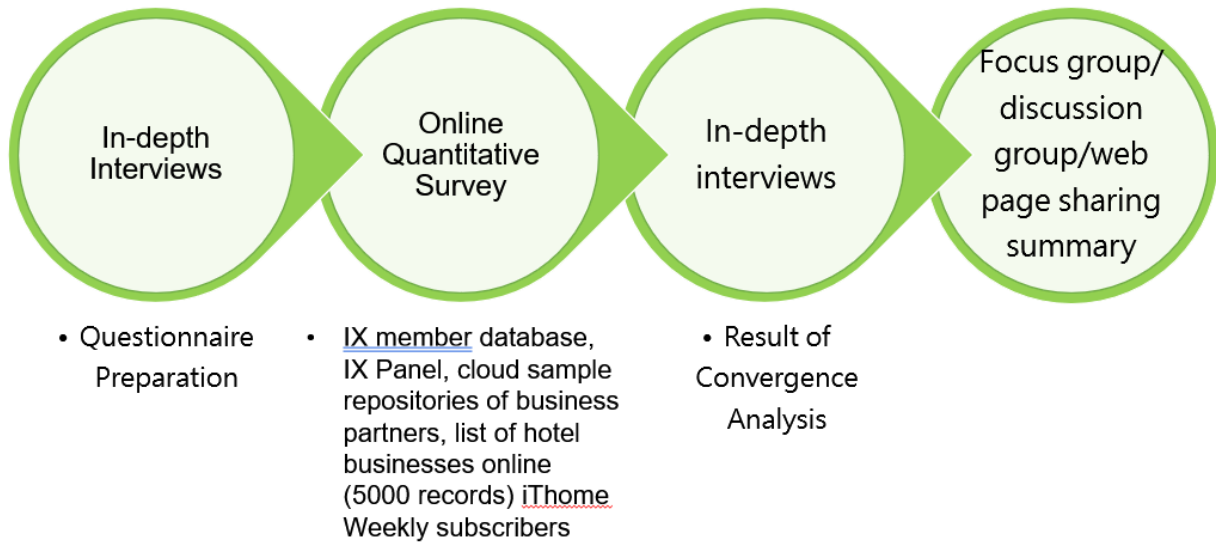 In-depth
Interviews
Online
Quantitative
Survey
In-depth
interviews
Focus group/
discussion
group/web
page sharing
summary
• Questionnaire
Preparation
• IX member database,
IX Panel, cloud sample
repositories of business
partners, list of hotel
businesses online
(5000 records) iThome
Weekly subscribers
• Result of
Convergence
Analysis